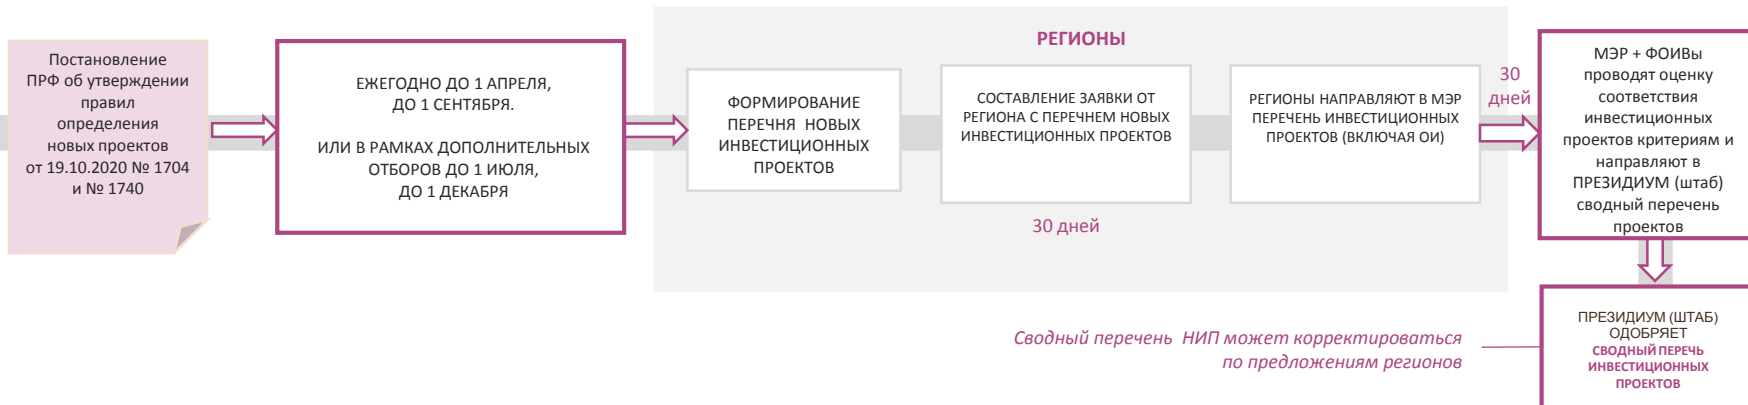 Постановление
ПРФ об утверждении
правил
определения
новых проектов
от 19.10.2020 № 1704
и № 1740
ЕЖЕГОДНО ДО 1 АПРЕЛЯ,
ДО 1 СЕНТЯБРЯ.
ИЛИ В РАМКАХ ДОПОЛНИТЕЛЬНЫХ
ОТБОРОВ ДО 1 ИЮЛЯ,
ДО 1 ДЕКАБРЯ
РЕГИОНЫ
ФОРМИРОВАНИЕ
ПЕРЕЧНЯ НОВЫХ
ИНВЕСТИЦИОННЫХ
ПРОЕКТОВ
СОСТАВЛЕНИЕ ЗАЯВКИ ОТ
РЕГИОНА С ПЕРЕЧНЕМ НОВЫХ
ИНВЕСТИЦИОННЫХ ПРОЕКТОВ
РЕГИОНЫ НАПРАВЛЯЮТ В МЭР
ПЕРЕЧЕНЬ ИНВЕСТИЦИОННЫХ
ПРОЕКТОВ (ВКЛЮЧАЯ ОИ)
30 дней
30
дней
МЭР + ФОИВы
проводят оценку
соответствия
инвестиционных
проектов критериям и
направляют в
ПРЕЗИДИУМ (штаб)
сводный перечень
проектов
Сводный перечень НИП может корректироваться
по предложениям регионов
ПРЕЗИДИУМ (ШТАБ)
ОДОБРЯЕТ
СВОДНЫЙ ПЕРЕЧЬ
ИНВЕСТИЦИОННЫХ
ПРОЕКТОВ